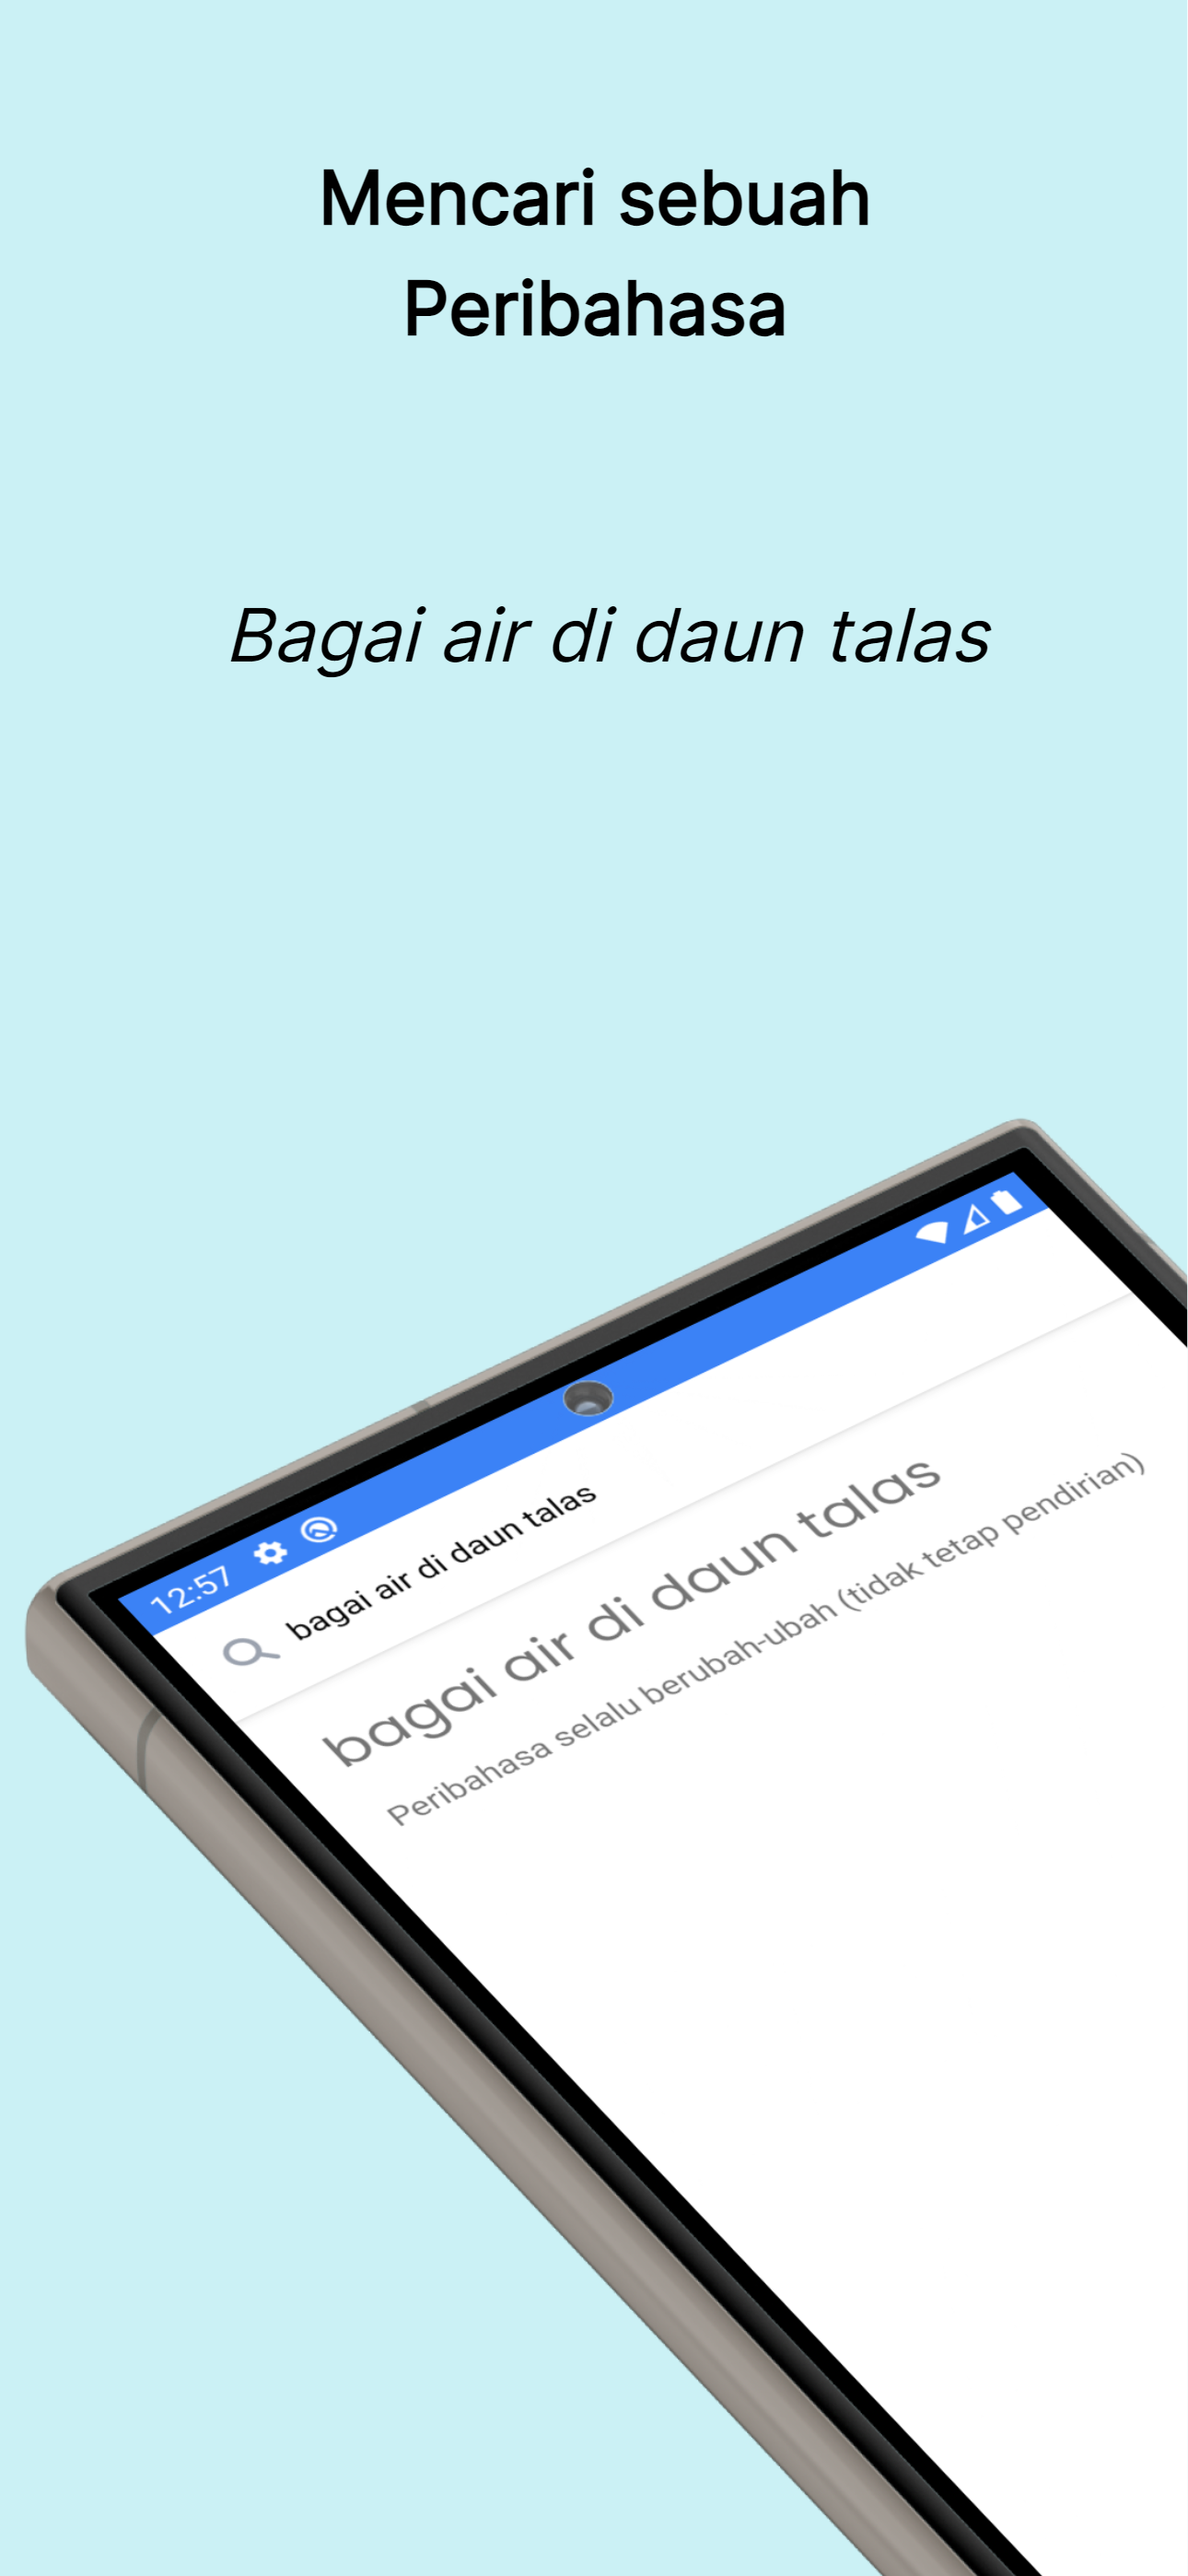 Mencari sebuah
Peribahasa
Bagai air di daun talas
12:57
bagai air di daun talas
bagai air di daun talas
Peribahasa selalu berubah-ubah (tidak tetap pendirian)